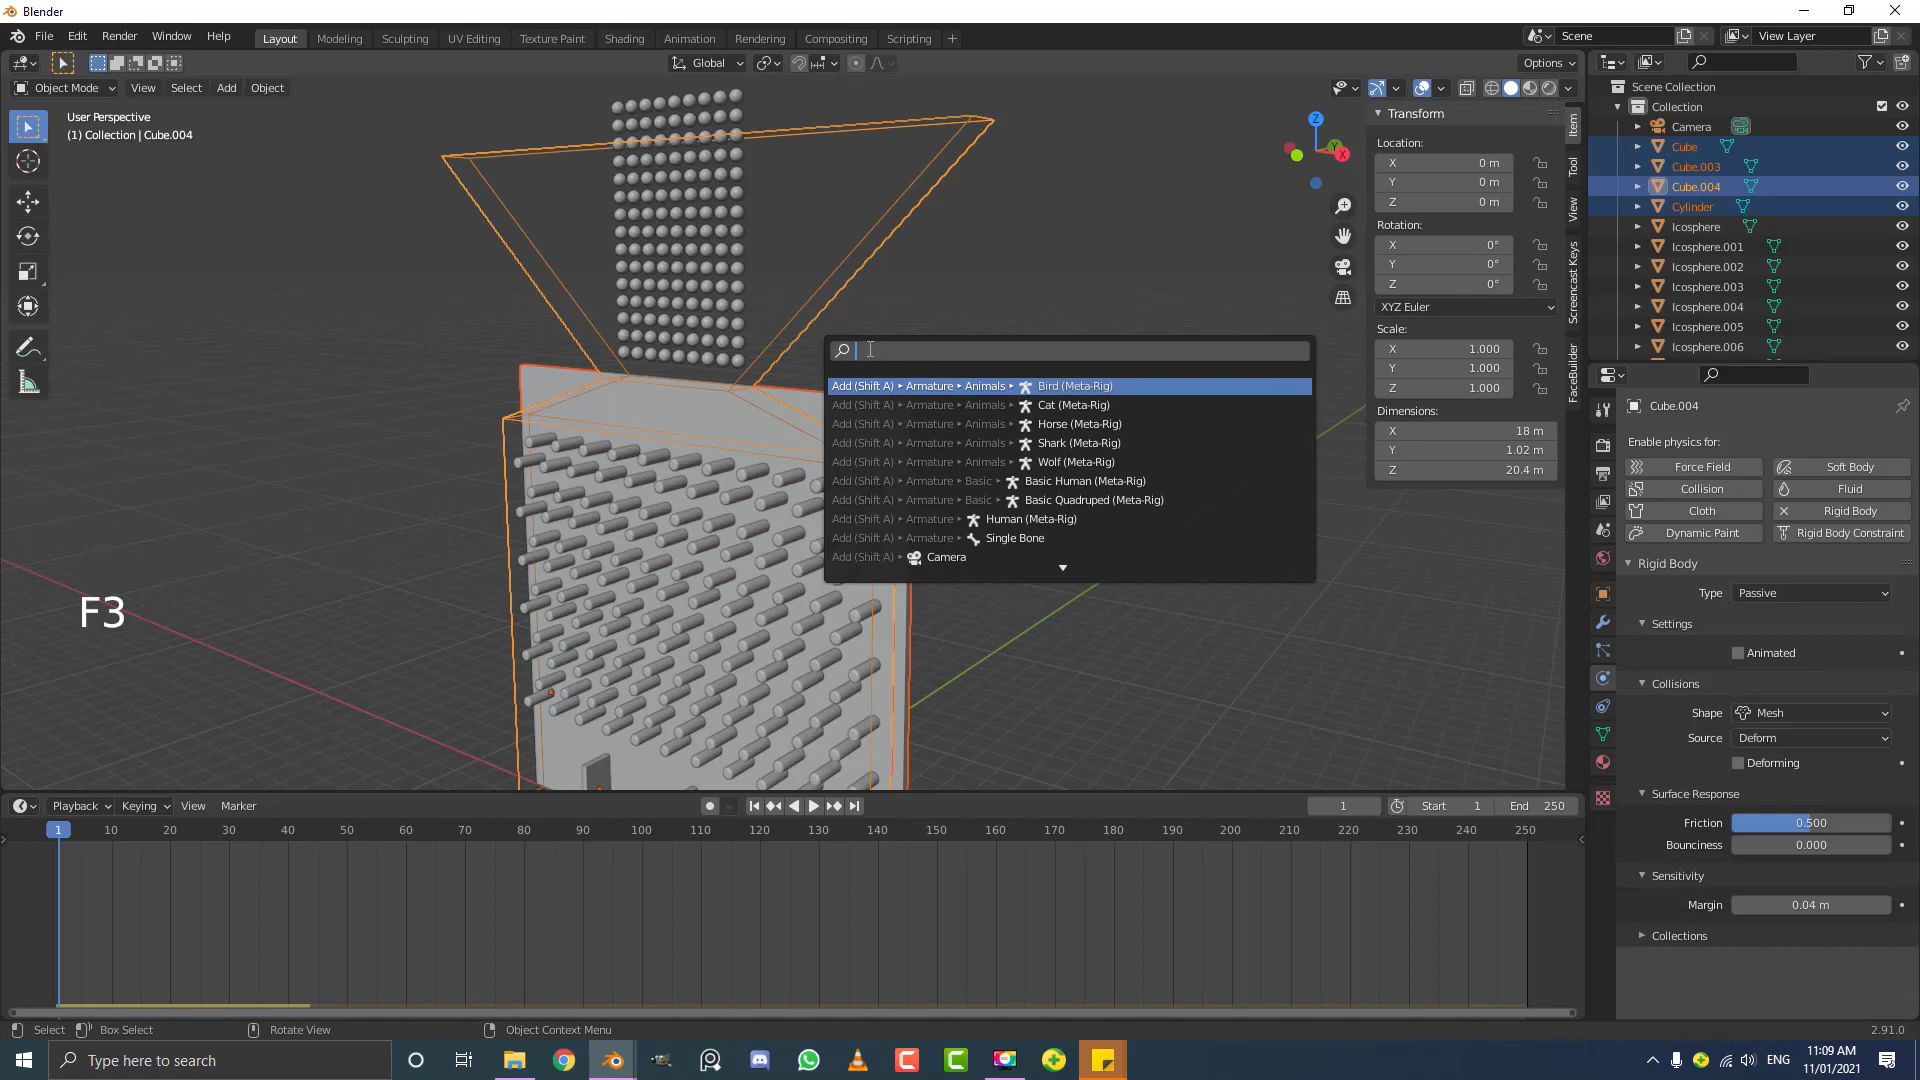 Blender
File Edit Render Window Help
Layout Modeling Sculpting UV Editing Texture Paint Shading Animation Rendering Compositing Scripting +
Scene
View Layer
Global
Options
Object Mode View Select Add Object
User Perspective
(1) Collection | Cube.004
Z
Y
X
Transform
Location:
X 0 m
Y 0 m
Z 0 m
Rotation:
X 0°
Y 0°
Z 0°
XYZ Euler
Scale:
X 1.000
Y 1.000
Z 1.000
Dimensions:
X 18 m
Y 1.02 m
Z 20.4 m
Item
Tool
View
Screencast Keys
FaceBuilder
Scene Collection
Collection
Camera
Cube
Cube.003
Cube.004
Cylinder
Icosphere
Icosphere.001
Icosphere.002
Icosphere.003
Icosphere.004
Icosphere.005
Icosphere.006
Add (Shift A) Armature Animals Bird (Meta-Rig)
Add (Shift A) Armature Animals Cat (Meta-Rig)
Add (Shift A) Armature Animals Horse (Meta-Rig)
Add (Shift A) Armature Animals Shark (Meta-Rig)
Add (Shift A) Armature Animals Wolf (Meta-Rig)
Add (Shift A) Armature Basic Basic Human (Meta-Rig)
Add (Shift A) Armature Basic Basic Quadruped (Meta-Rig)
Add (Shift A) Armature Human (Meta-Rig)
Add (Shift A) Armature Single Bone
Add (Shift A) Camera
F3
Cube.004
Enable physics for:
Force Field Soft Body
Collision Fluid
Cloth Rigid Body
Dynamic Paint Rigid Body Constraint
Rigid Body
Type Passive
Settings
Animated
Collisions
Shape Mesh
Source Deform
Deforming
Surface Response
Friction 0.500
Bounciness 0.000
Sensitivity
Margin 0.04 m
Collections
Playback Keying View Marker
1 Start 1 End 250
1 10 20 30 40 50 60 70 80 90 100 110 120 130 140 150 160 170 180 190 200 210 220 230 240 250
Select Box Select Rotate View Object Context Menu 2.91.0
Type here to search
ENG
11:09 AM
11/01/2021